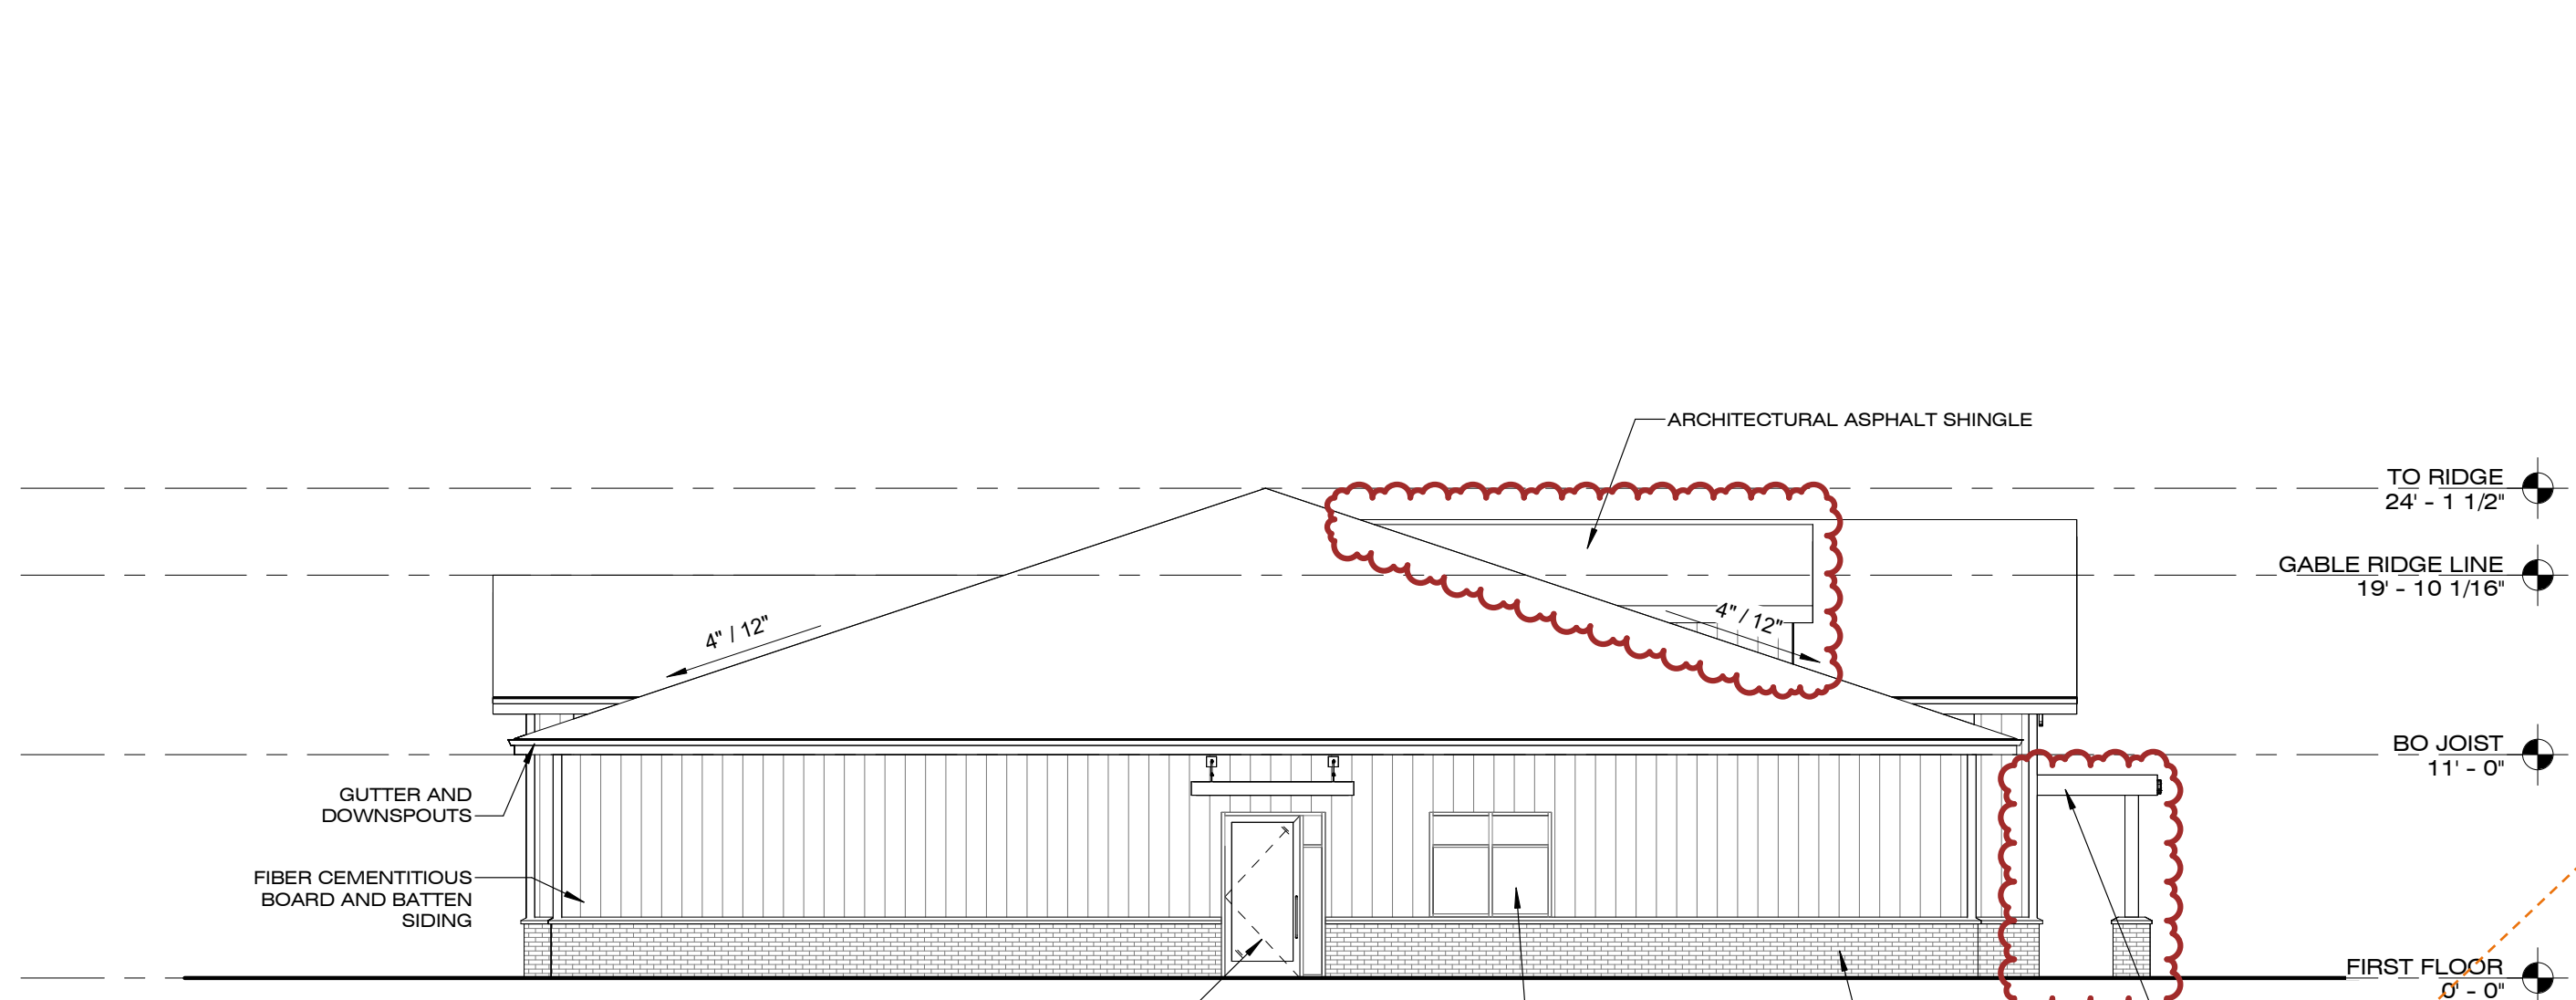 ARCHITECTURAL ASPHALT SHINGLE
TO RIDGE
24' - 1 1/2"
GABLE RIDGE LINE
19' - 10 1/16"
4" / 12"
4" / 12"
BO JOIST
11' - 0"
GUTTER AND
DOWNSPOUTS
FIBER CEMENTITIOUS
BOARD AND BATTEN
SIDING
FIRST FLOOR
0' - 0"